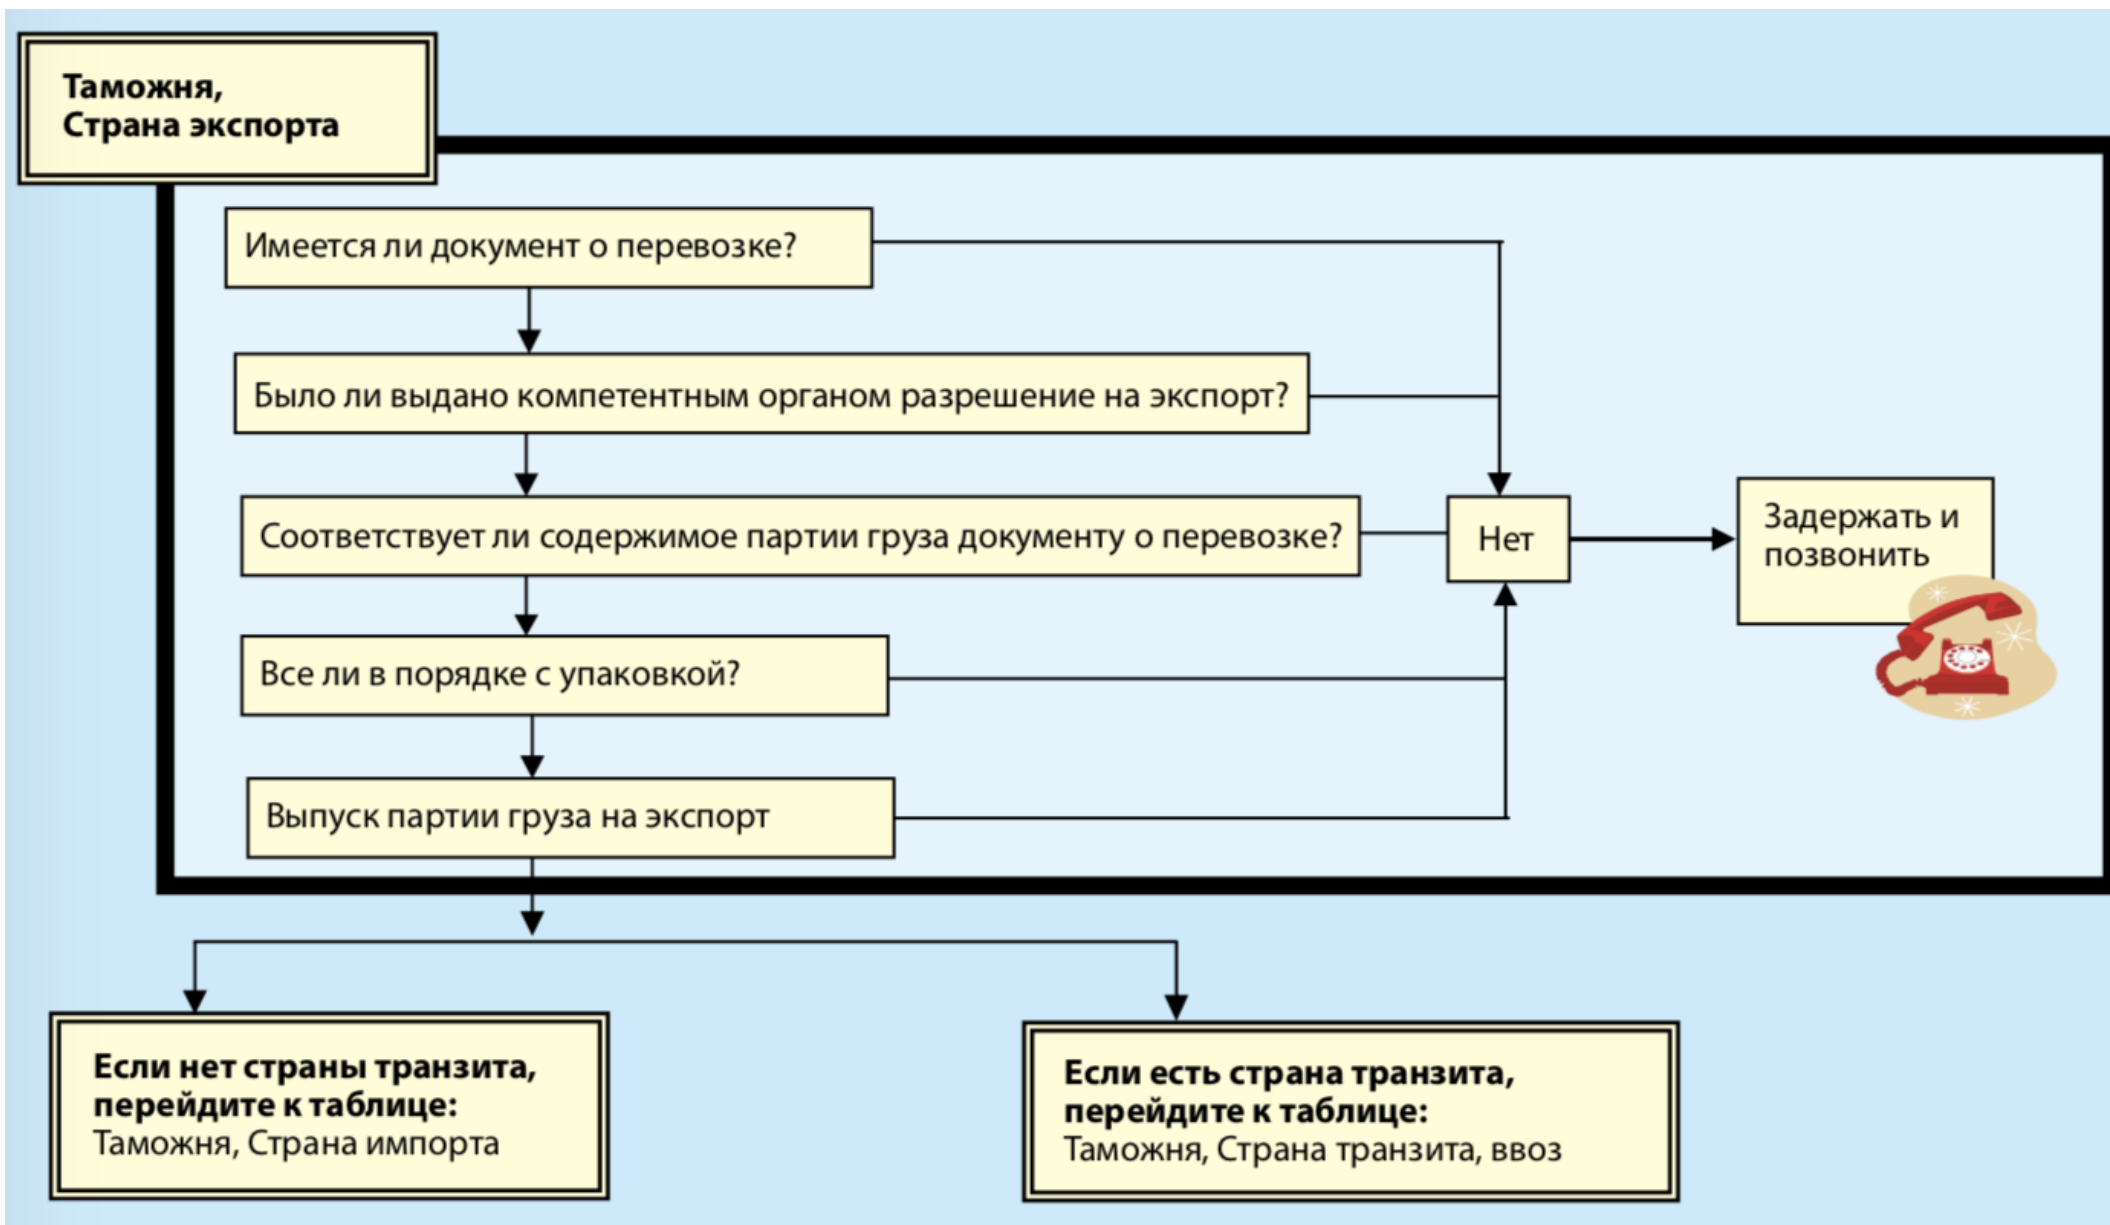 Таможня,
Страна экспорта
Имеется ли документ о перевозке?
Было ли выдано компетентным органом разрешение на экспорт?
Соответствует ли содержимое партии груза документу о перевозке?
Нет
Задержать и
позвонить
Все ли в порядке с упаковкой?
Выпуск партии груза на экспорт
Если нет страны транзита,
перейдите к таблице:
Таможня, Страна импорта
Если есть страна транзита,
перейдите к таблице:
Таможня, Страна транзита, ввоз